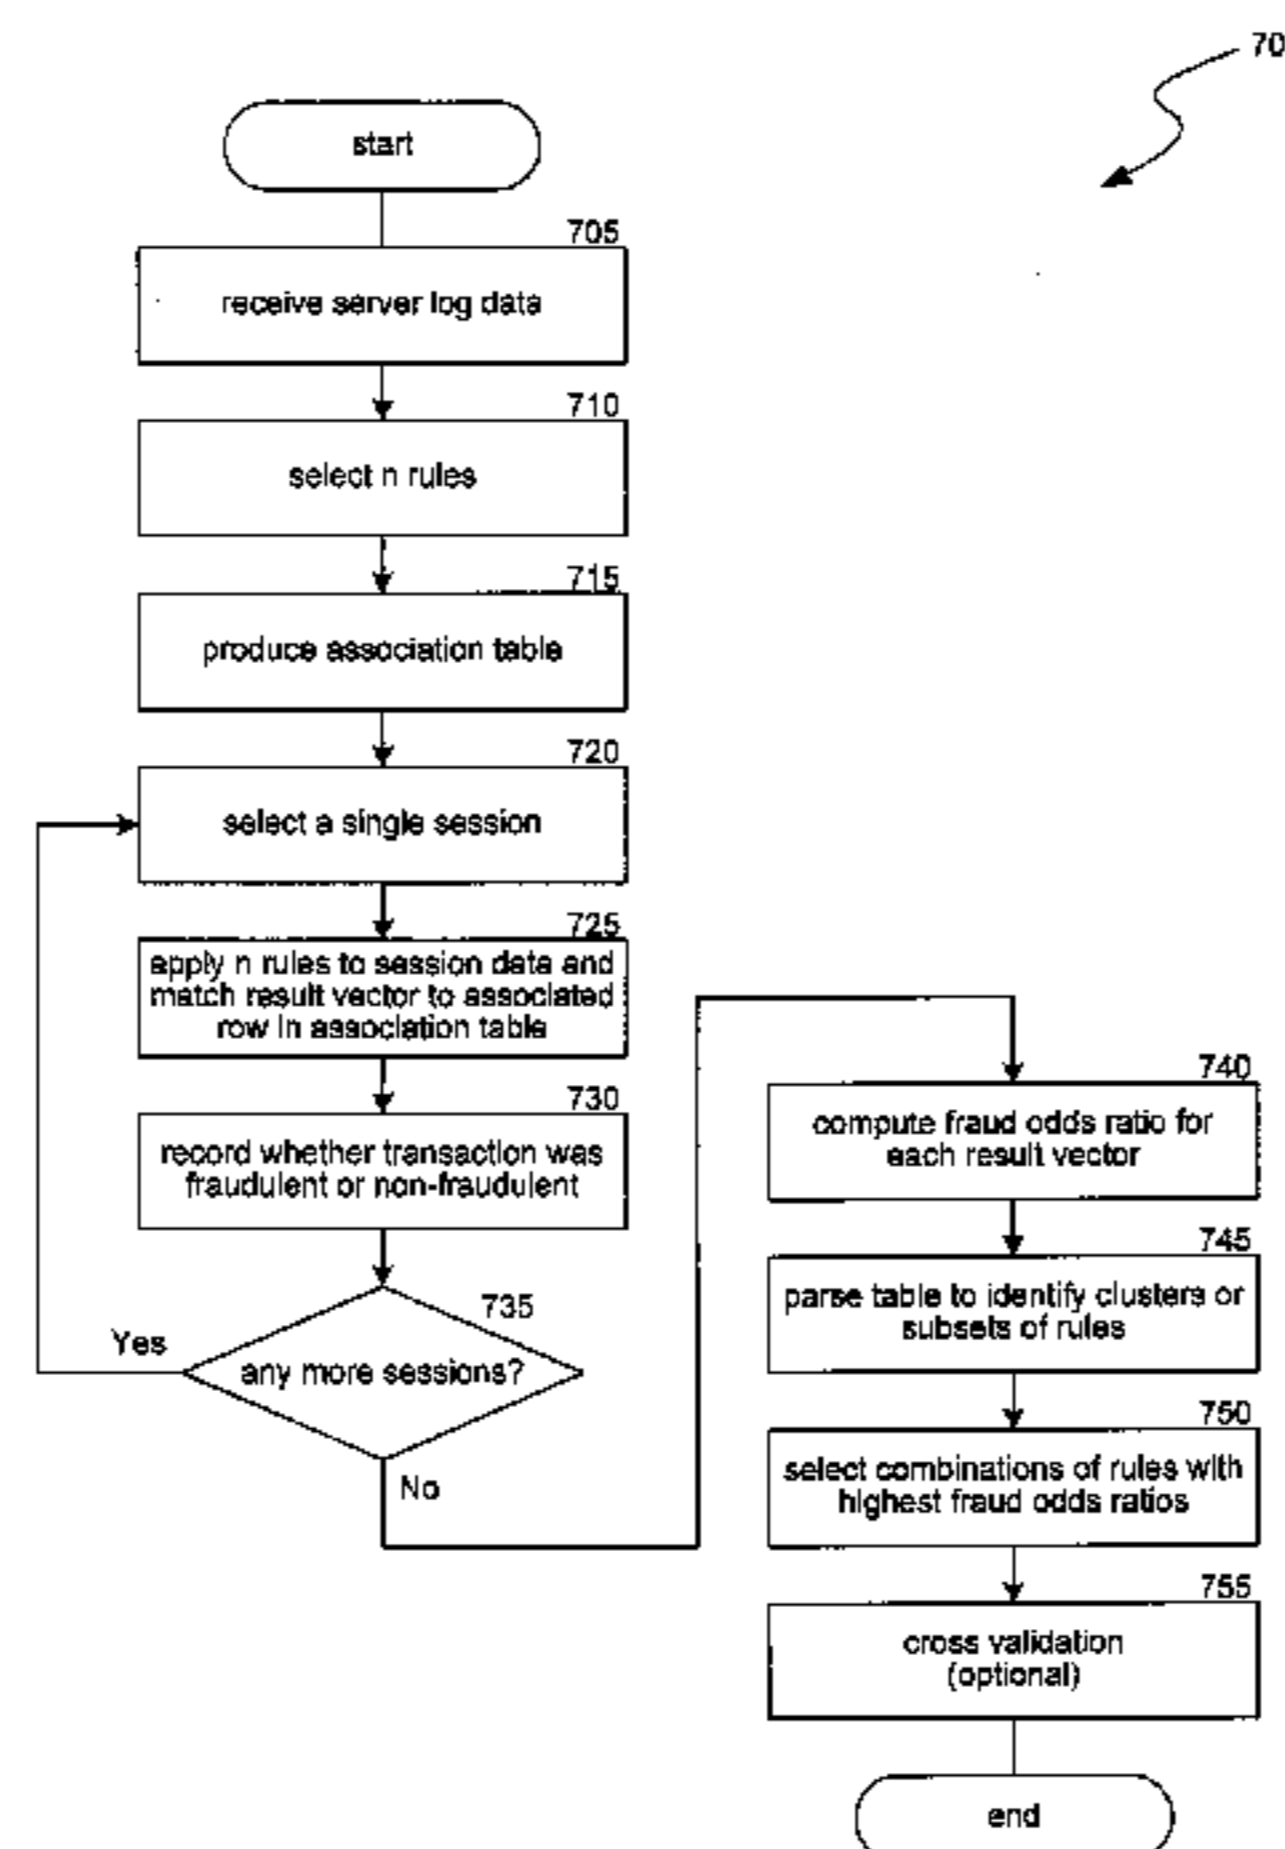 70
start
705
receive server log data
710
select n rules
715
produce association table
720
select a single session
725
apply n rules to session data and
match result vector to associated
row in association table
730
record whether transaction was
fraudulent or non-fraudulent
735
any more sessions?
Yes
No
740
compute fraud odds ratio for
each result vector
745
parse table to identify clusters or
subsets of rules
750
select combinations of rules with
highest fraud odds ratios
755
cross validation
(optional)
end